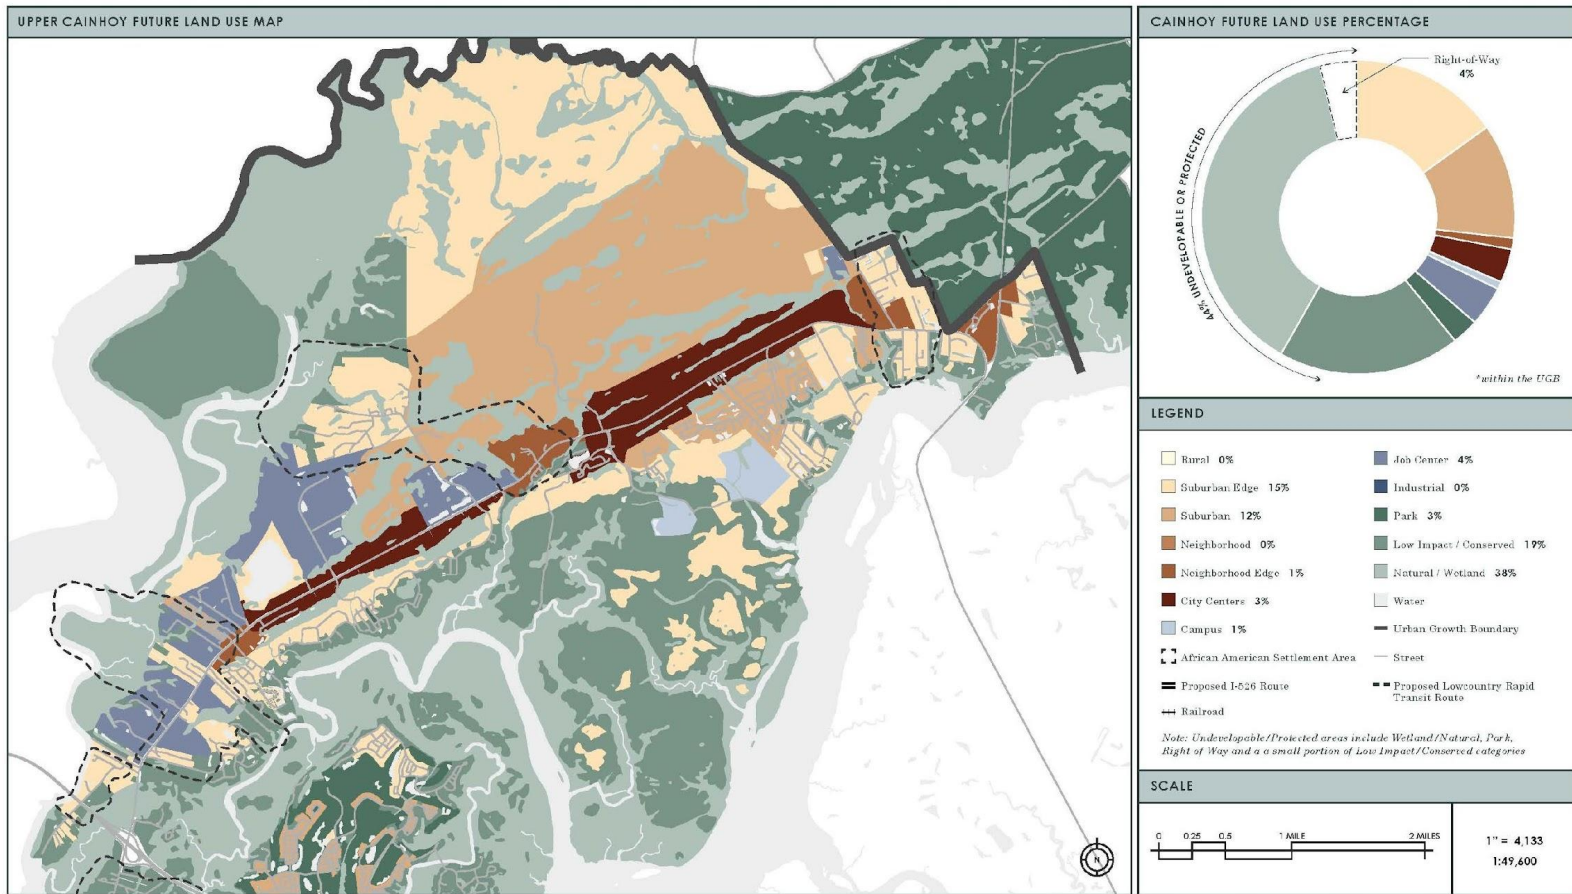 UPPER CAINHOY FUTURE LAND USE MAP
N
CAINHOY FUTURE LAND USE PERCENTAGE
Right-of-Way
4%
44% UNDEVELOPABLE OR PROTECTED
*within the UGB
LEGEND
Rural 0%
Suburban Edge 15%
Suburban 12%
Neighborhood 0%
Neighborhood Edge 1%
City Centers 3%
Campus 1%
African American Settlement Area
Proposed I-526 Route
Railroad
Job Center 4%
Industrial 0%
Park 3%
Low Impact / Conserved 19%
Natural / Wetland 38%
Water
Urban Growth Boundary
Street
Proposed Lowcountry Rapid
Transit Route
Note: Undevelopable/Protected areas include Wetland/Natural, Park,
Right of Way and a a small portion of Low Impact/Conserved categories
SCALE
0 0.25 0.5 1 MILE 2 MILES
1" = 4,133
1:49,600